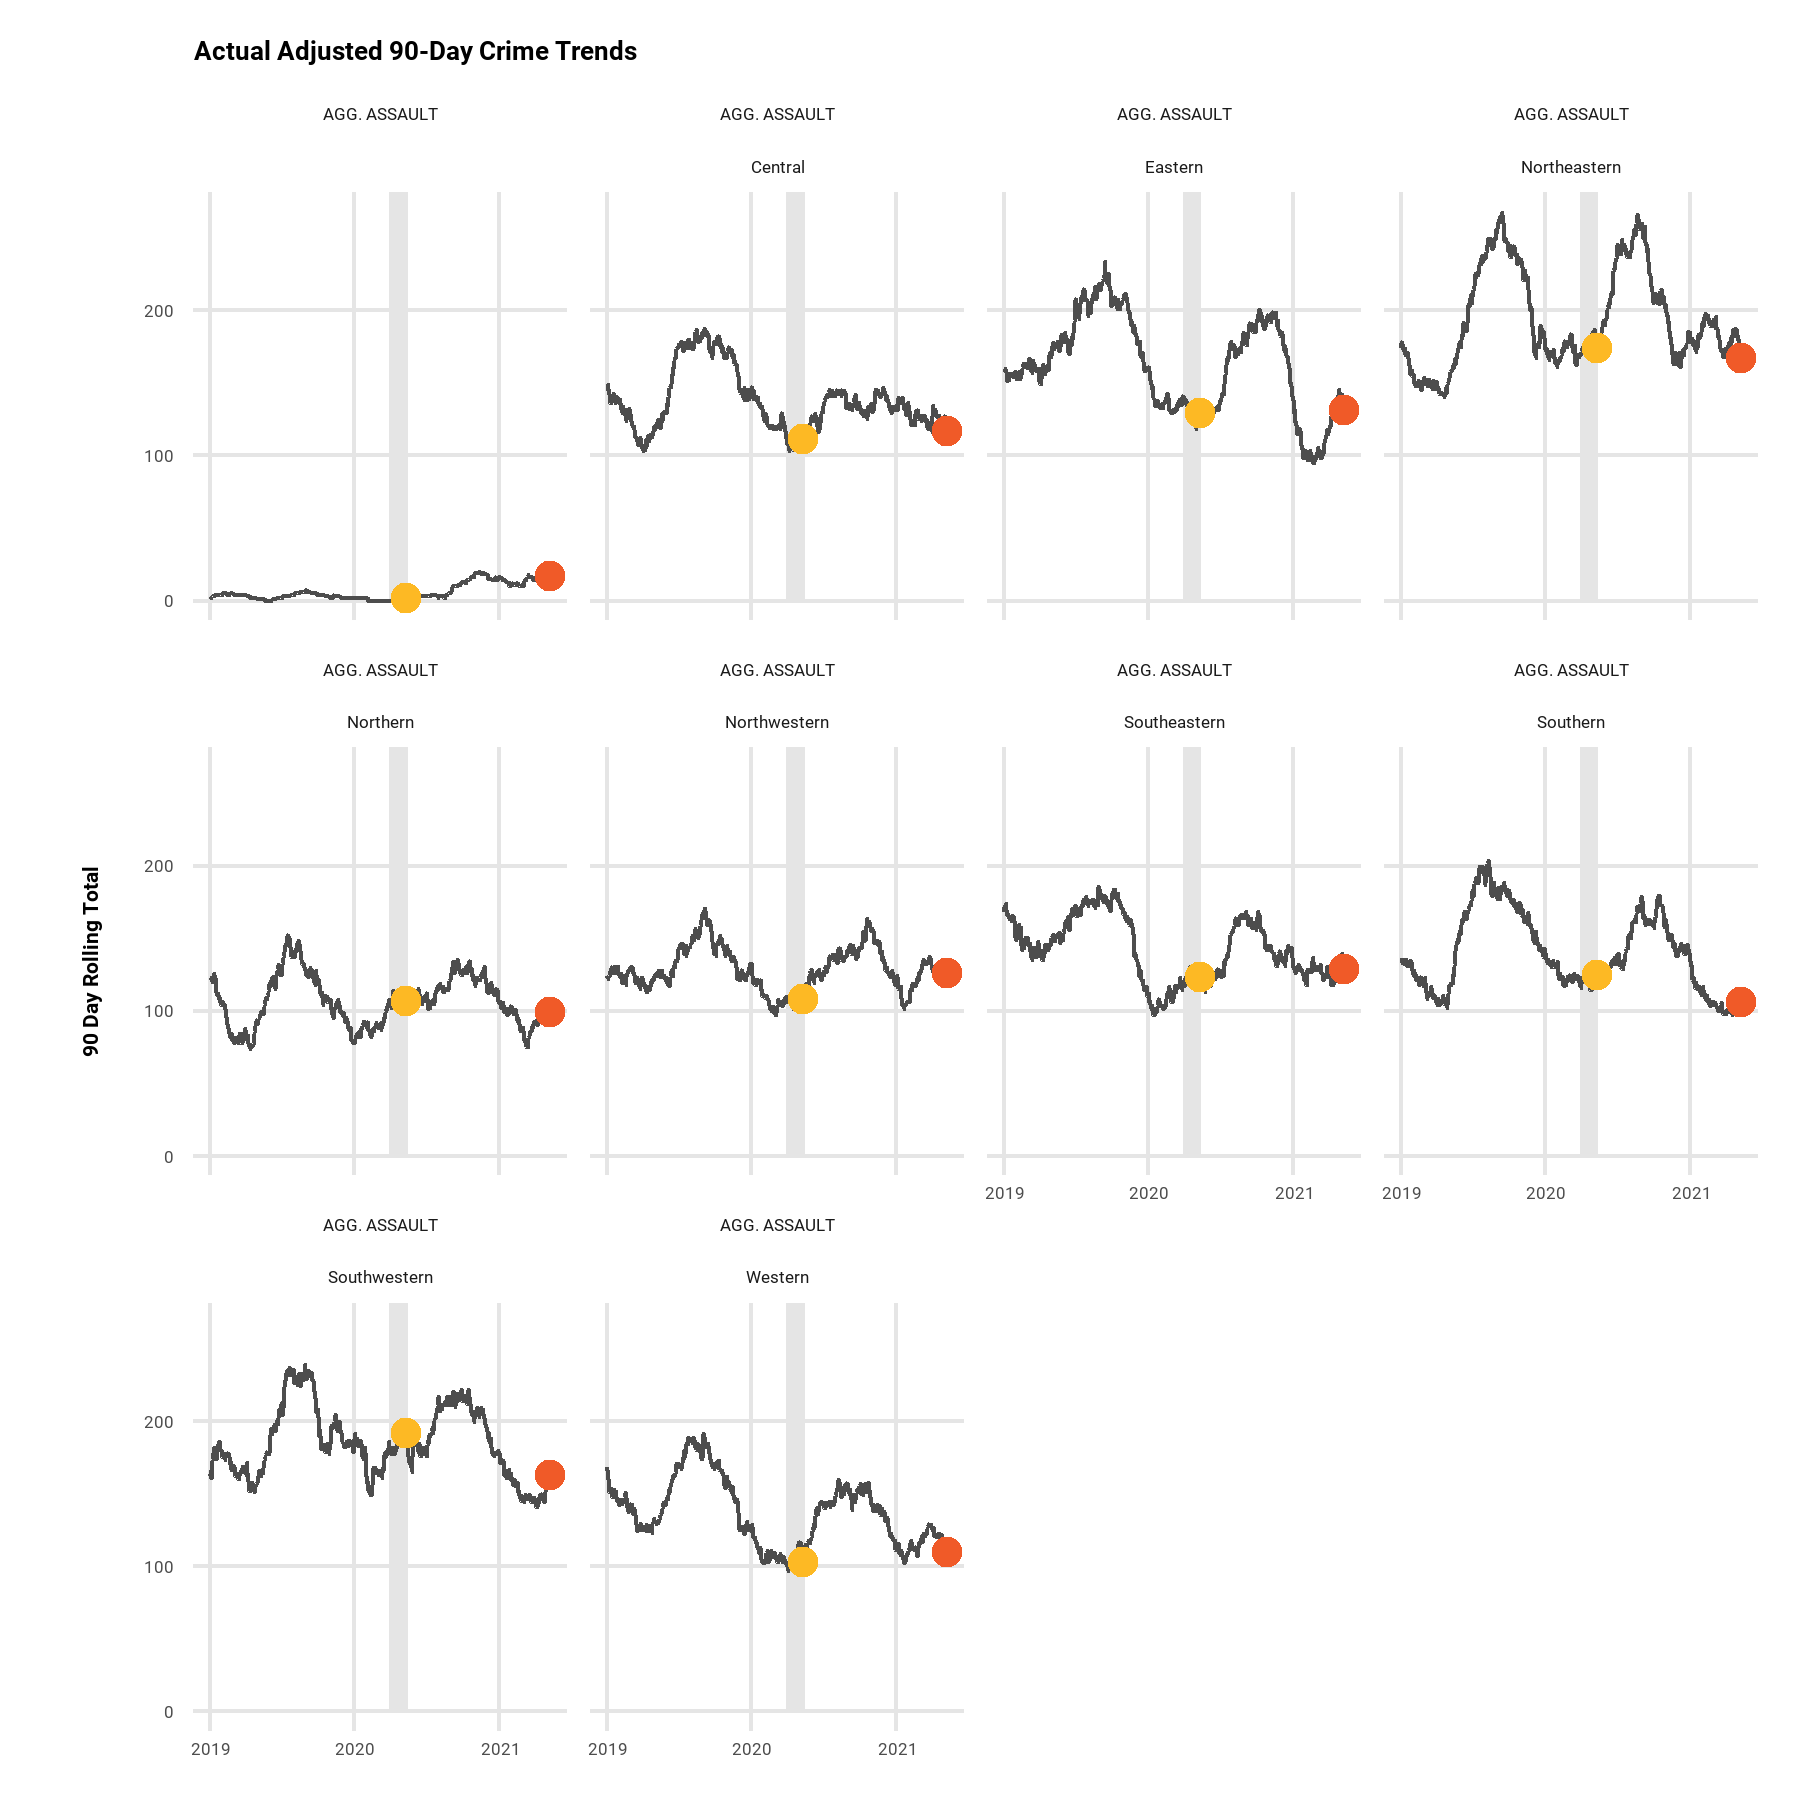 Actual Adjusted 90-Day Crime Trends
AGG. ASSAULT
AGG. ASSAULT
AGG. ASSAULT
AGG. ASSAULT
Central
Eastern
Northeastern
200
100
0
AGG. ASSAULT
AGG. ASSAULT
AGG. ASSAULT
AGG. ASSAULT
Northern
Northwestern
Southeastern
Southern
90 Day Rolling Total
200
100
0
2019
2020
2021
2019
2020
2021
AGG. ASSAULT
AGG. ASSAULT
Southwestern
Western
200
100
0
2019
2020
2021
2019
2020
2021